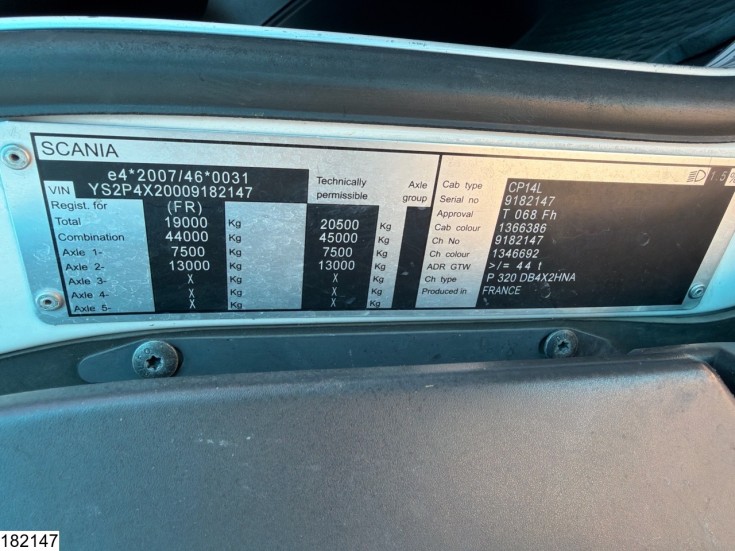 SCANIA
e4*2007/46*0031
VIN YS2P4X20009182147
Technically permissible Axle group
Regist. for (FR)
Total 19000 Kg 20500 Kg
Combination 44000 Kg 45000 Kg
Axle 1- 7500 Kg 7500 Kg
Axle 2- 13000 Kg 13000 Kg
Axle 3- X Kg X Kg
Axle 4- X Kg X Kg
Axle 5- X Kg X Kg
1.5%
Cab type CP14L
Serial no 9182147
Approval T 068 Fh
Cab colour 1366386
Ch No 9182147
Ch colour 1346692
ADR GTW >/= 44 t
Ch type P 320 DB4X2HNA
Produced in FRANCE
182147